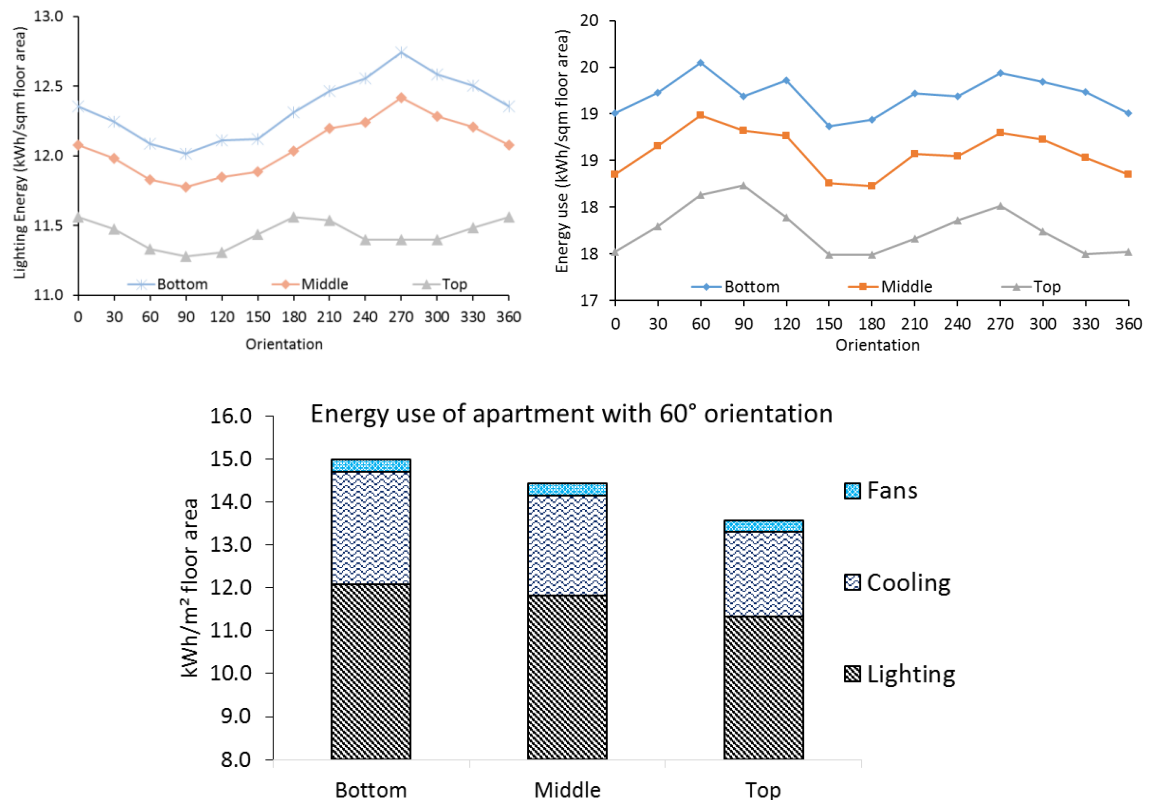 Lighting Energy (kWh/sqm floor area)
13.0
12.5
12.0
11.5
11.0
Bottom Middle Top
0 30 60 90 120 150 180 210 240 270 300 330 360
Orientation
Energy use (kWh/sqm floor area)
20
20
19
19
18
18
17
Bottom Middle Top
0 30 60 90 120 150 180 210 240 270 300 330 360
Orientation
Energy use of apartment with 60° orientation
kWh/m² floor area
16.0
15.0
14.0
13.0
12.0
11.0
10.0
9.0
8.0
Bottom Middle Top
Fans
Cooling
Lighting